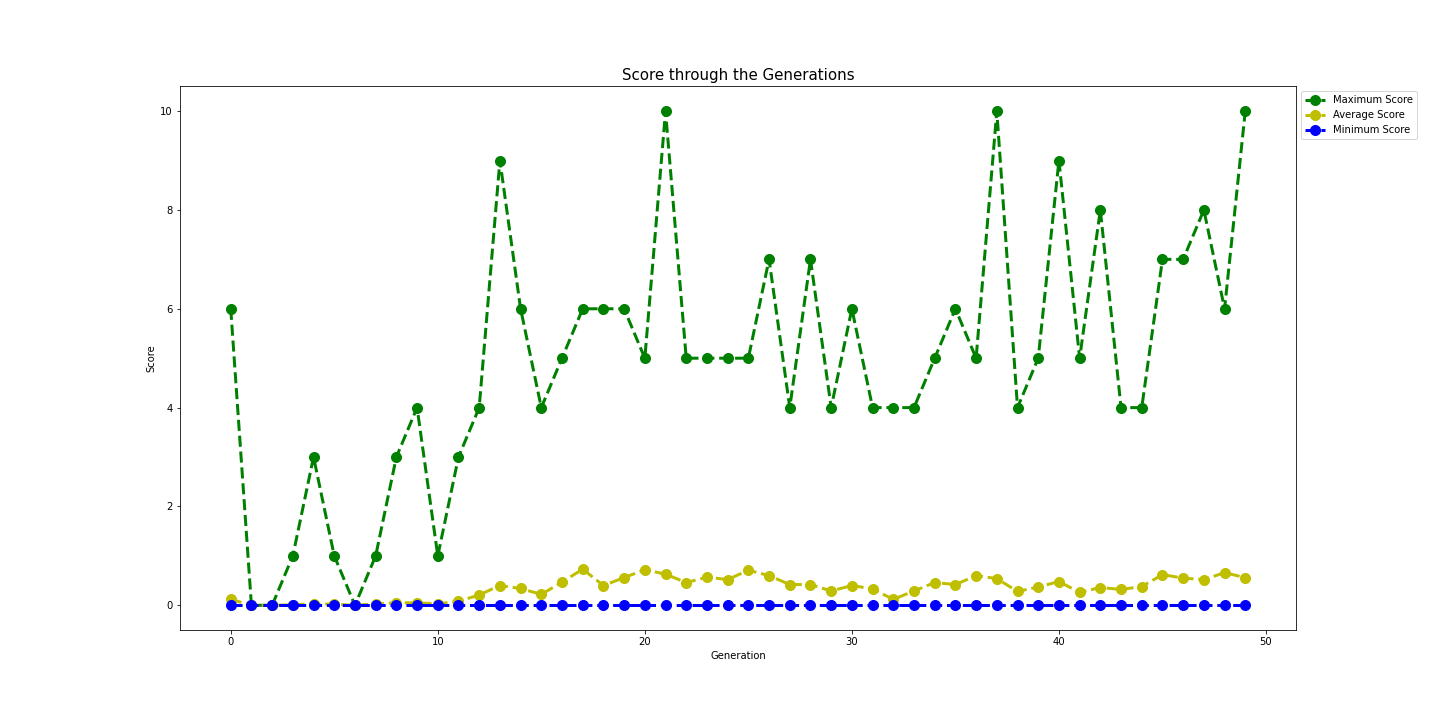 Score through the Generations
Maximum Score
Average Score
Minimum Score
10
8
6
4
2
0
Score
0 10 20 30 40 50
Generation